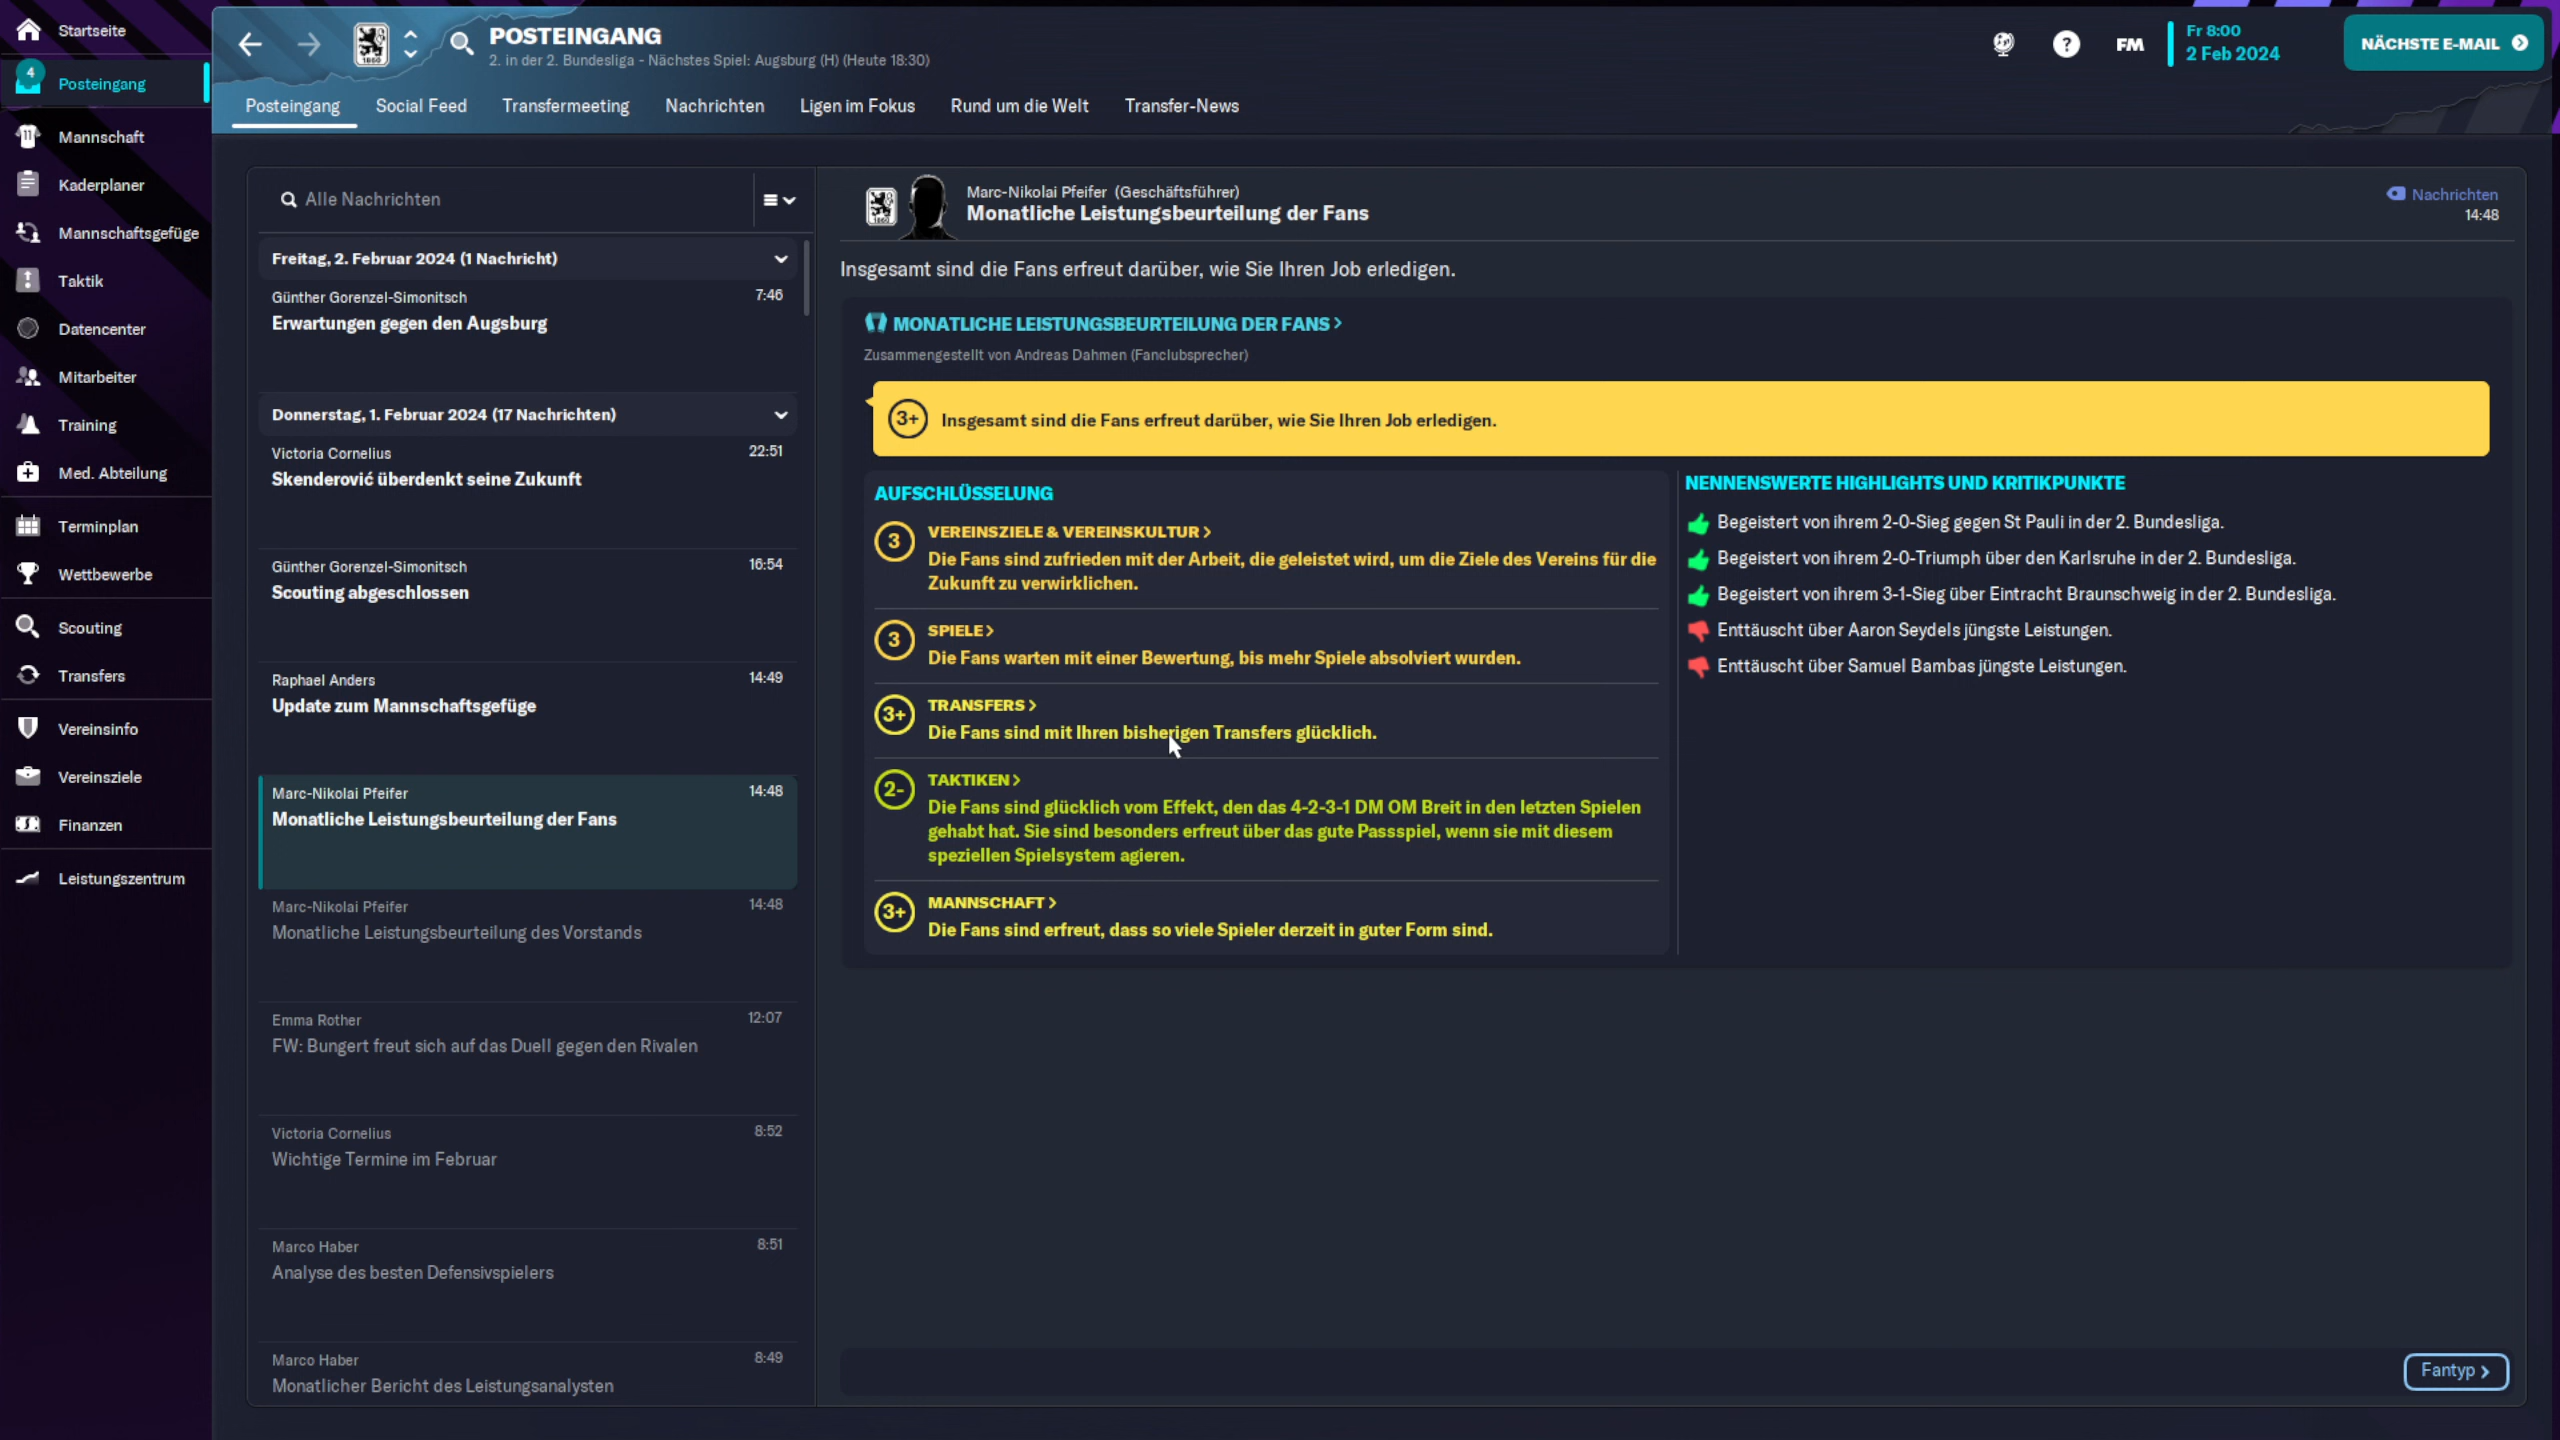 Startseite
4
Posteingang
Mannschaft
Kaderplaner
Mannschaftsgefüge
Taktik
Datencenter
Mitarbeiter
Training
Med. Abteilung
Terminplan
Wettbewerbe
Scouting
Transfers
Vereinsinfo
Vereinsziele
Finanzen
Leistungszentrum
POSTEINGANG
2. in der 2. Bundesliga - Nächstes Spiel: Augsburg (H) (Heute 18:30)
FM
Fr 8:00
2 Feb 2024
NÄCHSTE E-MAIL
Posteingang Social Feed Transfermeeting Nachrichten Ligen im Fokus Rund um die Welt Transfer-News
Alle Nachrichten
Freitag, 2. Februar 2024 (1 Nachricht)
Günther Gorenzel-Simonitsch 7:46
Erwartungen gegen den Augsburg
Donnerstag, 1. Februar 2024 (17 Nachrichten)
Victoria Cornelius 22:51
Skenderović überdenkt seine Zukunft
Günther Gorenzel-Simonitsch 16:54
Scouting abgeschlossen
Raphael Anders 14:49
Update zum Mannschaftsgefüge
Marc-Nikolai Pfeifer 14:48
Monatliche Leistungsbeurteilung der Fans
Marc-Nikolai Pfeifer 14:48
Monatliche Leistungsbeurteilung des Vorstands
Emma Rother 12:07
FW: Bungert freut sich auf das Duell gegen den Rivalen
Victoria Cornelius 8:52
Wichtige Termine im Februar
Marco Haber 8:51
Analyse des besten Defensivspielers
Marco Haber 8:49
Monatlicher Bericht des Leistungsanalysten
Marc-Nikolai Pfeifer (Geschäftsführer)
Monatliche Leistungsbeurteilung der Fans
Nachrichten
14:48
Insgesamt sind die Fans erfreut darüber, wie Sie Ihren Job erledigen.
MONATLICHE LEISTUNGSBEURTEILUNG DER FANS
Zusammengestellt von Andreas Dahmen (Fanclubsprecher)
3+ Insgesamt sind die Fans erfreut darüber, wie Sie Ihren Job erledigen.
AUFSCHLÜSSELUNG
3 VEREINSZIELE & VEREINSKULTUR
Die Fans sind zufrieden mit der Arbeit, die geleistet wird, um die Ziele des Vereins für die
Zukunft zu verwirklichen.
3 SPIELE
Die Fans warten mit einer Bewertung, bis mehr Spiele absolviert wurden.
3+ TRANSFERS
Die Fans sind mit Ihren bisherigen Transfers glücklich.
2- TAKTIKEN
Die Fans sind glücklich vom Effekt, den das 4-2-3-1 DM OM Breit in den letzten Spielen
gehabt hat. Sie sind besonders erfreut über das gute Passspiel, wenn sie mit diesem
speziellen Spielsystem agieren.
3+ MANNSCHAFT
Die Fans sind erfreut, dass so viele Spieler derzeit in guter Form sind.
NENNENSWERTE HIGHLIGHTS UND KRITIKPUNKTE
Begeistert von ihrem 2-0-Sieg gegen St Pauli in der 2. Bundesliga.
Begeistert von ihrem 2-0-Triumph über den Karlsruhe in der 2. Bundesliga.
Begeistert von ihrem 3-1-Sieg über Eintracht Braunschweig in der 2. Bundesliga.
Enttäuscht über Aaron Seydels jüngste Leistungen.
Enttäuscht über Samuel Bambas jüngste Leistungen.
Fantyp